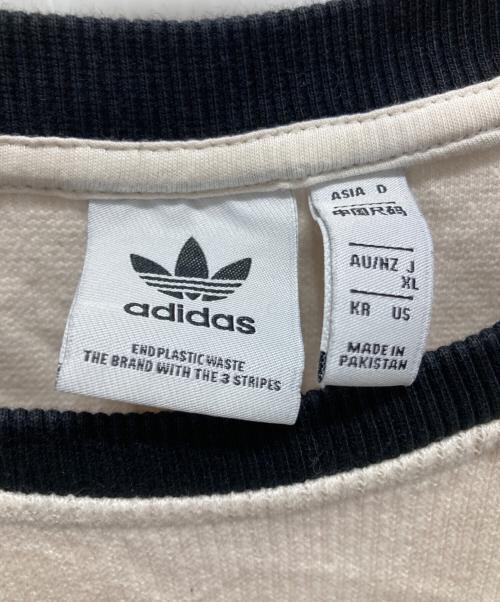 adidas
END PLASTIC WASTE
THE BRAND WITH THE 3 STRIPES
ASIA D
中国尺码
AU/NZ J
XL
KR US
MADE IN
PAKISTAN